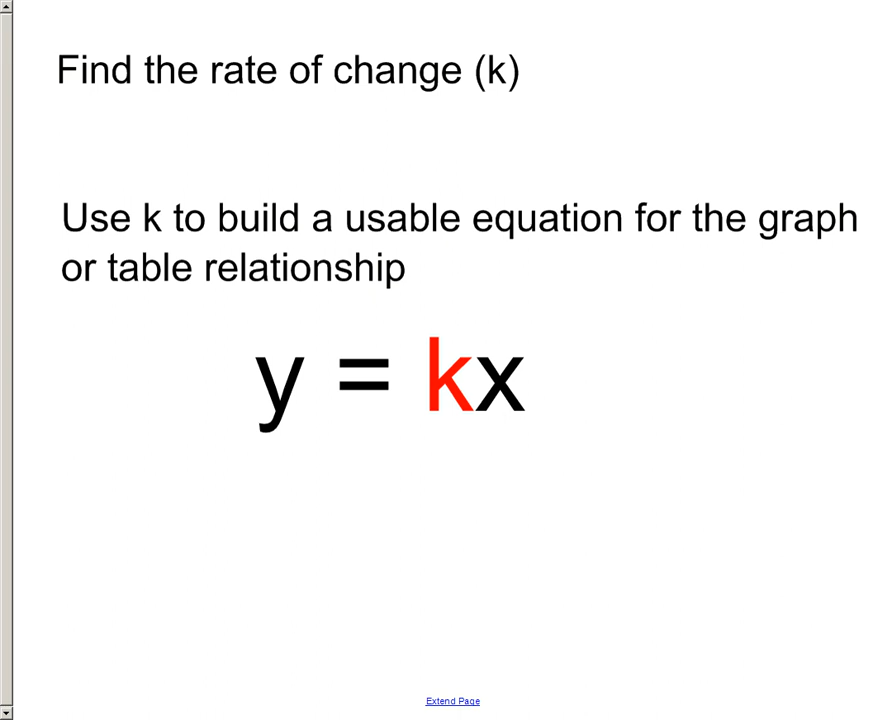 Find the rate of change (k)
Use k to build a usable equation for the graph
or table relationship
y = kx
Extend Page